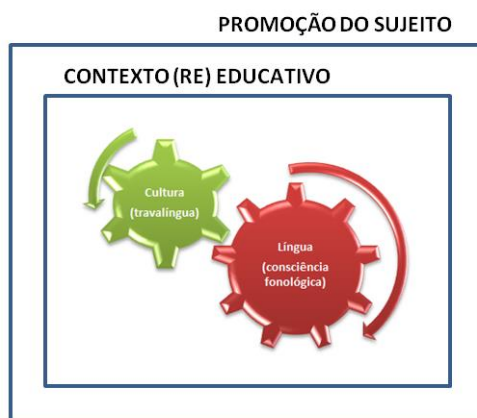 PROMOÇÃO DO SUJEITO
CONTEXTO (RE) EDUCATIVO
Cultura
(travalíngua)
Língua
(consciência
fonológica)